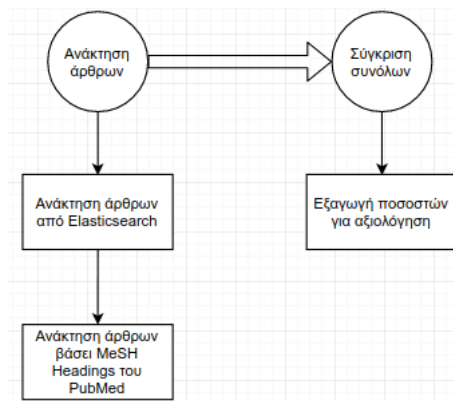 Ανάκτηση
άρθρων
Σύγκριση
συνόλων
Ανάκτηση άρθρων
από Elasticsearch
Εξαγωγή ποσοστών
για αξιολόγηση
Ανάκτηση άρθρων
βάσει MeSH
Headings του
PubMed